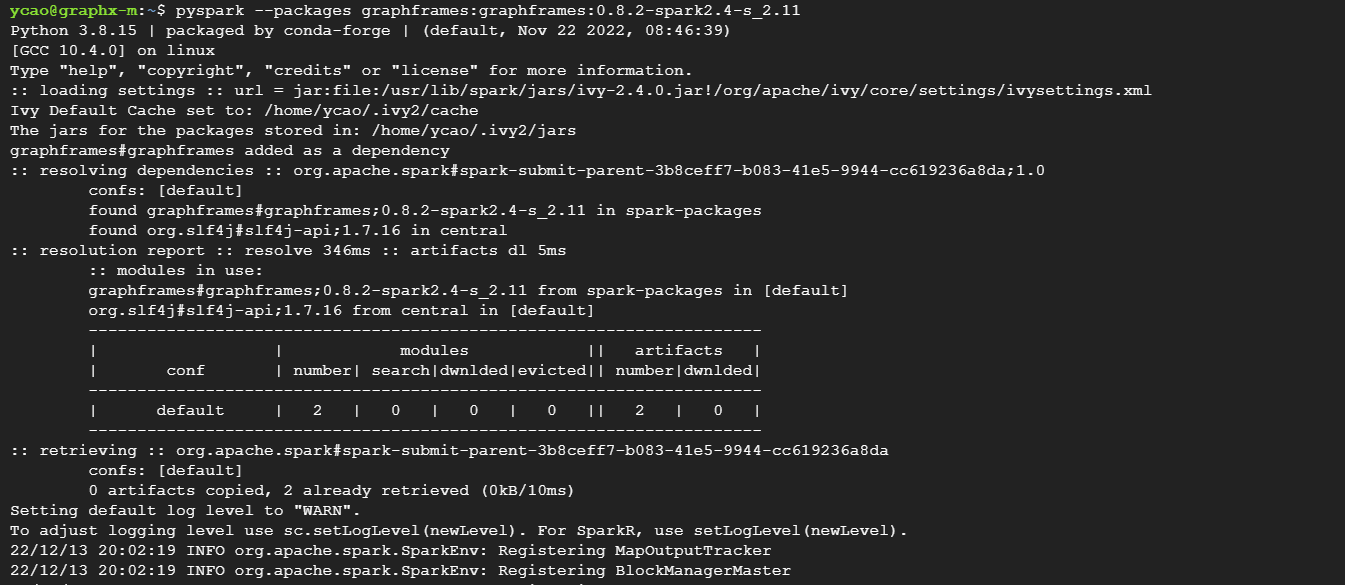 ycao@graphx-m:~$ pyspark --packages graphframes:graphframes:0.8.2-spark2.4-s_2.11
Python 3.8.15 | packaged by conda-forge | (default, Nov 22 2022, 08:46:39)
[GCC 10.4.0] on linux
Type "help", "copyright", "credits" or "license" for more information.
:: loading settings :: url = jar:file:/usr/lib/spark/jars/ivy-2.4.0.jar!/org/apache/ivy/core/settings/ivysettings.xml
Ivy Default Cache set to: /home/ycao/.ivy2/cache
The jars for the packages stored in: /home/ycao/.ivy2/jars
graphframes#graphframes added as a dependency
:: resolving dependencies :: org.apache.spark#spark-submit-parent-3b8ceff7-b083-41e5-9944-cc619236a8da;1.0
        confs: [default]
        found graphframes#graphframes;0.8.2-spark2.4-s_2.11 in spark-packages
        found org.slf4j#slf4j-api;1.7.16 in central
:: resolution report :: resolve 346ms :: artifacts dl 5ms
        :: modules in use:
        graphframes#graphframes;0.8.2-spark2.4-s_2.11 from spark-packages in [default]
        org.slf4j#slf4j-api;1.7.16 from central in [default]
        ---------------------------------------------------------------------
        |                  |            modules            ||   artifacts   |
        |       conf       | number| search|dwnlded|evicted|| number|dwnlded|
        ---------------------------------------------------------------------
        |      default     |   2   |   0   |   0   |   0   ||   2   |   0   |
        ---------------------------------------------------------------------
:: retrieving :: org.apache.spark#spark-submit-parent-3b8ceff7-b083-41e5-9944-cc619236a8da
        confs: [default]
        0 artifacts copied, 2 already retrieved (0kB/10ms)
Setting default log level to "WARN".
To adjust logging level use sc.setLogLevel(newLevel). For SparkR, use setLogLevel(newLevel).
22/12/13 20:02:19 INFO org.apache.spark.SparkEnv: Registering MapOutputTracker
22/12/13 20:02:19 INFO org.apache.spark.SparkEnv: Registering BlockManagerMaster